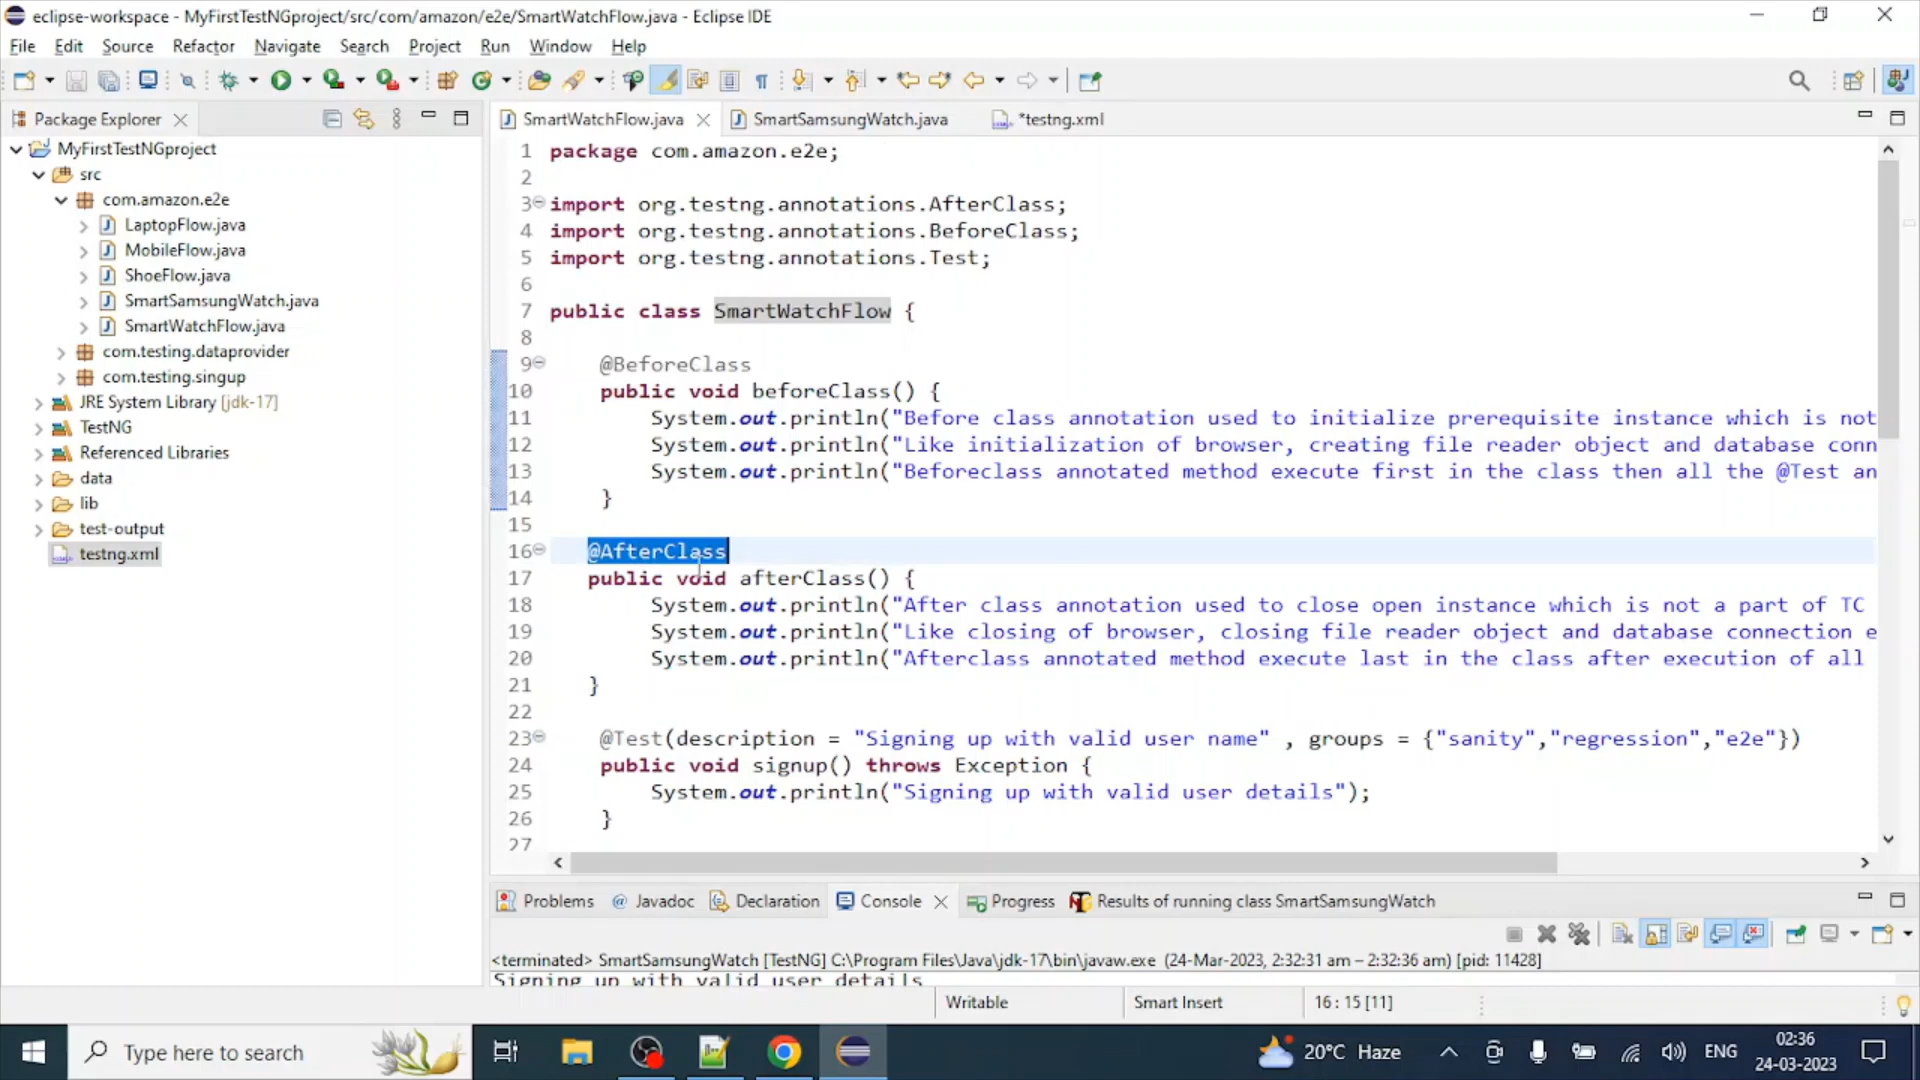 eclipse-workspace - MyFirstTestNGproject/src/com/amazon/e2e/SmartWatchFlow.java - Eclipse IDE
File Edit Source Refactor Navigate Search Project Run Window Help
Package Explorer
MyFirstTestNGproject
src
com.amazon.e2e
LaptopFlow.java
MobileFlow.java
ShoeFlow.java
SmartSamsungWatch.java
SmartWatchFlow.java
com.testing.dataprovider
com.testing.singup
JRE System Library [jdk-17]
TestNG
Referenced Libraries
data
lib
test-output
testng.xml
SmartWatchFlow.java SmartSamsungWatch.java *testng.xml
1 package com.amazon.e2e;
2
3 import org.testng.annotations.AfterClass;
4 import org.testng.annotations.BeforeClass;
5 import org.testng.annotations.Test;
6
7 public class SmartWatchFlow {
8
9 @BeforeClass
10 public void beforeClass() {
11 System.out.println("Before class annotation used to initialize prerequisite instance which is not
12 System.out.println("Like initialization of browser, creating file reader object and database conn
13 System.out.println("Beforeclass annotated method execute first in the class then all the @Test an
14 }
15
16 @AfterClass
17 public void afterClass() {
18 System.out.println("After class annotation used to close open instance which is not a part of TC
19 System.out.println("Like closing of browser, closing file reader object and database connection e
20 System.out.println("Afterclass annotated method execute last in the class after execution of all
21 }
22
23 @Test(description = "Signing up with valid user name" , groups = {"sanity","regression","e2e"})
24 public void signup() throws Exception {
25 System.out.println("Signing up with valid user details");
26 }
27
Problems @ Javadoc Declaration Console Progress Results of running class SmartSamsungWatch
<terminated> SmartSamsungWatch [TestNG] C:\Program Files\Java\jdk-17\bin\javaw.exe (24-Mar-2023, 2:32:31 am – 2:32:36 am) [pid: 11428]
Signing up with valid user details
Writable Smart Insert 16 : 15 [11]
Type here to search
20°C Haze
ENG
02:36
24-03-2023